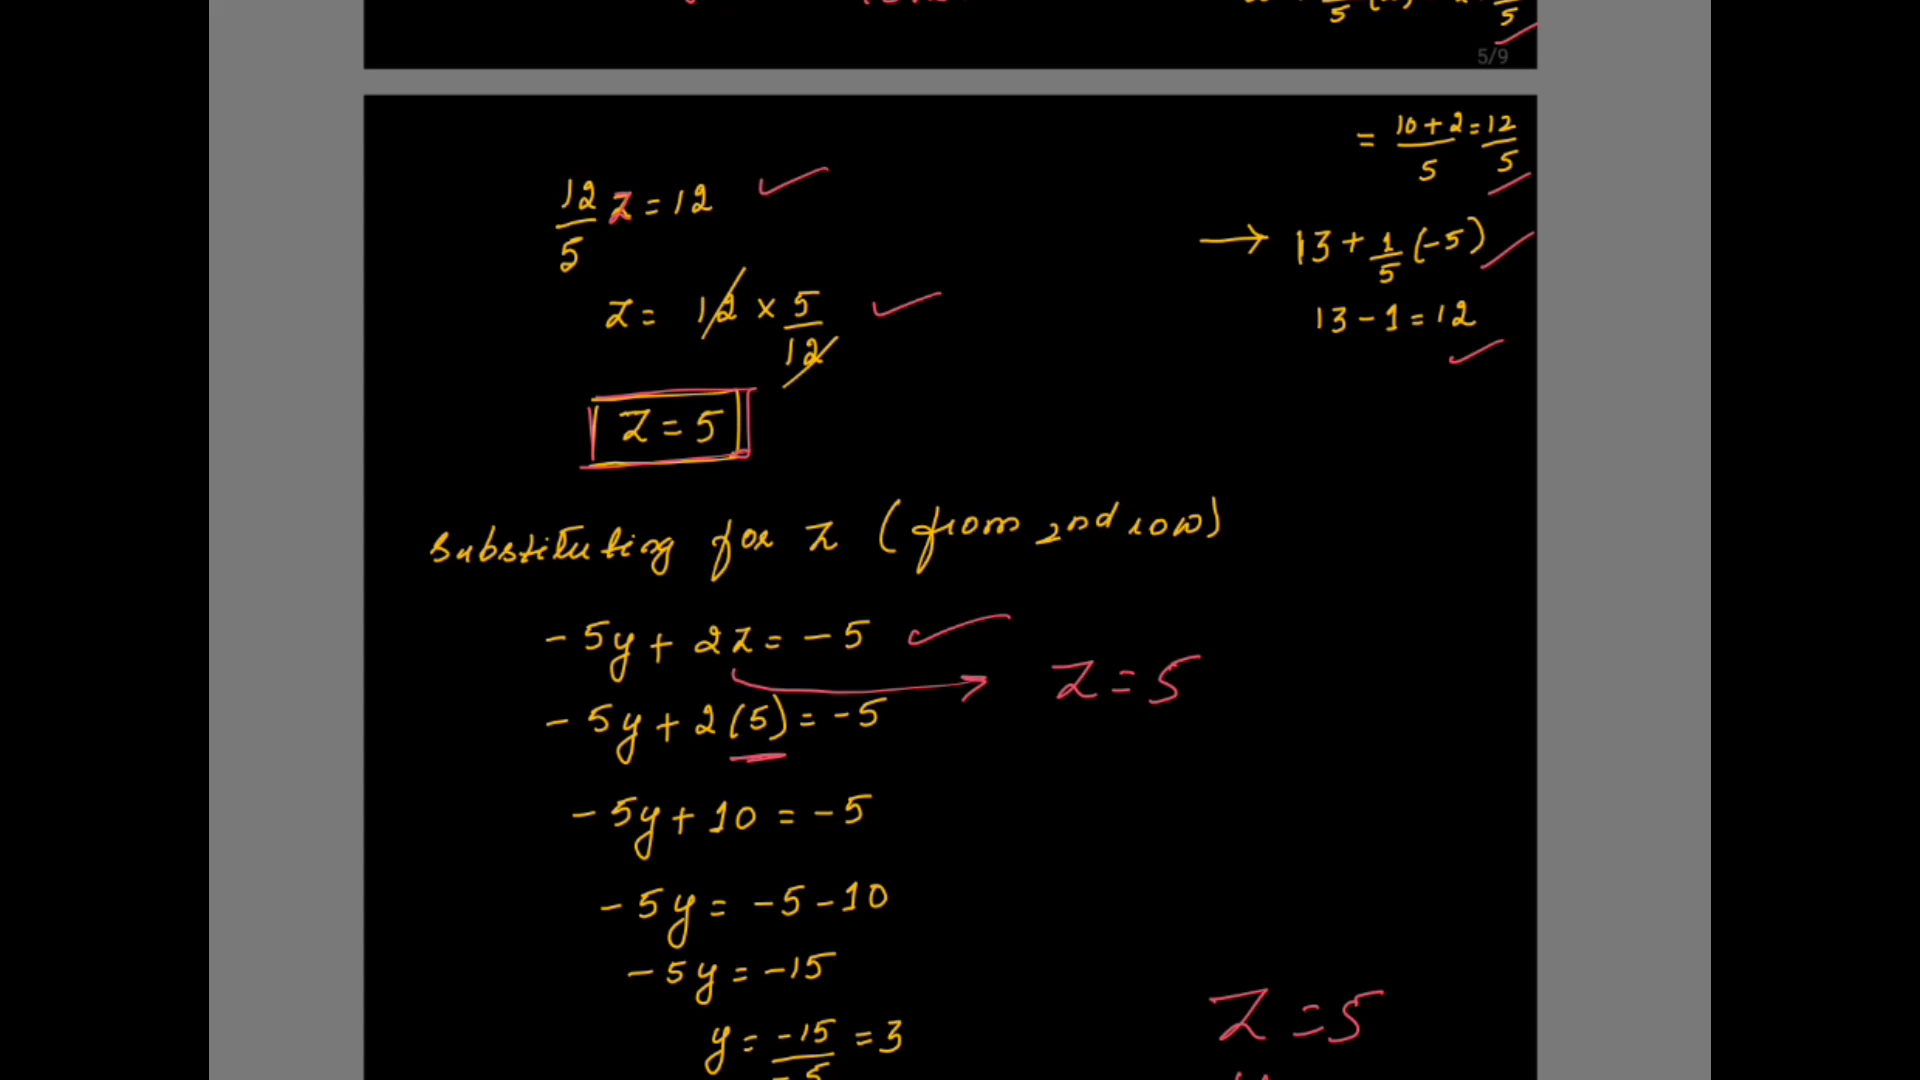 5/9
= 10+2/5 = 12/5
12/5 z = 12
→ 13 + 1/5 (-5)
z = 12 × 5/12
13 - 1 = 12
z = 5
Substituting for z (from 2nd row)
- 5y + 2z = - 5
z = 5
- 5y + 2(5) = - 5
- 5y + 10 = - 5
- 5y = - 5 - 10
- 5y = - 15
z = 5
y = -15/-5 = 3